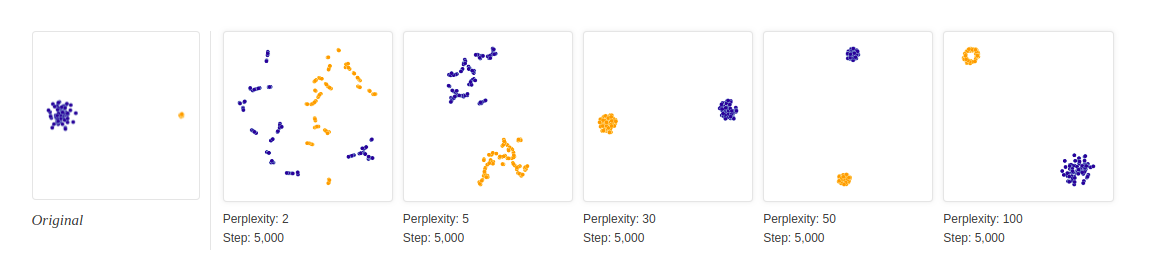 Original
Perplexity: 2
Step: 5,000
Perplexity: 5
Step: 5,000
Perplexity: 30
Step: 5,000
Perplexity: 50
Step: 5,000
Perplexity: 100
Step: 5,000